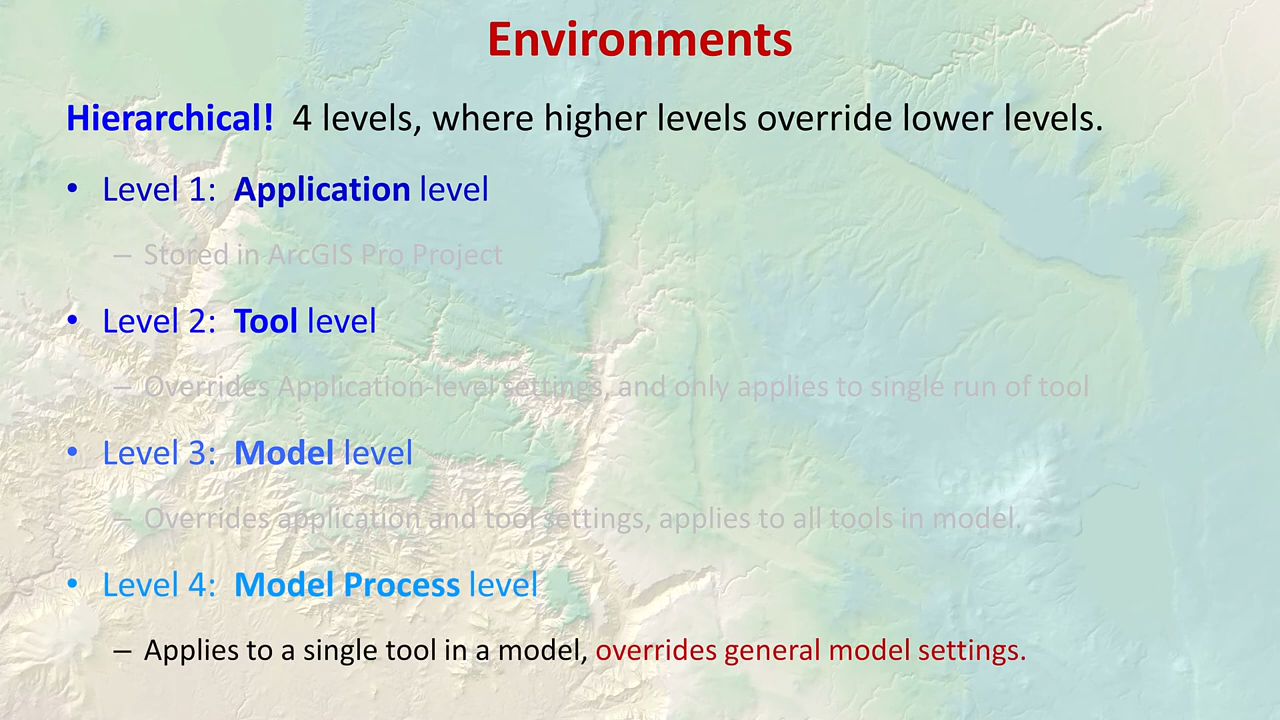 Environments
Hierarchical! 4 levels, where higher levels override lower levels.
• Level 1: Application level
– Stored in ArcGIS Pro Project
• Level 2: Tool level
– Overrides Application-level settings, and only applies to single run of tool
• Level 3: Model level
– Overrides application and tool settings, applies to all tools in model.
• Level 4: Model Process level
– Applies to a single tool in a model, overrides general model settings.